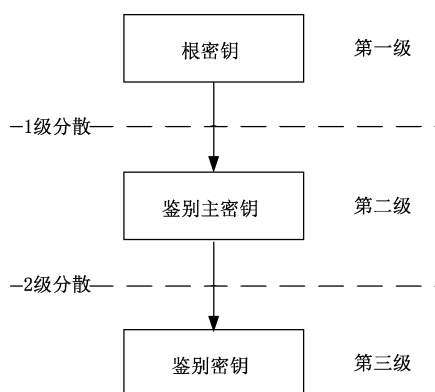 根密钥
第一级
1级分散
鉴别主密钥
第二级
2级分散
鉴别密钥
第三级